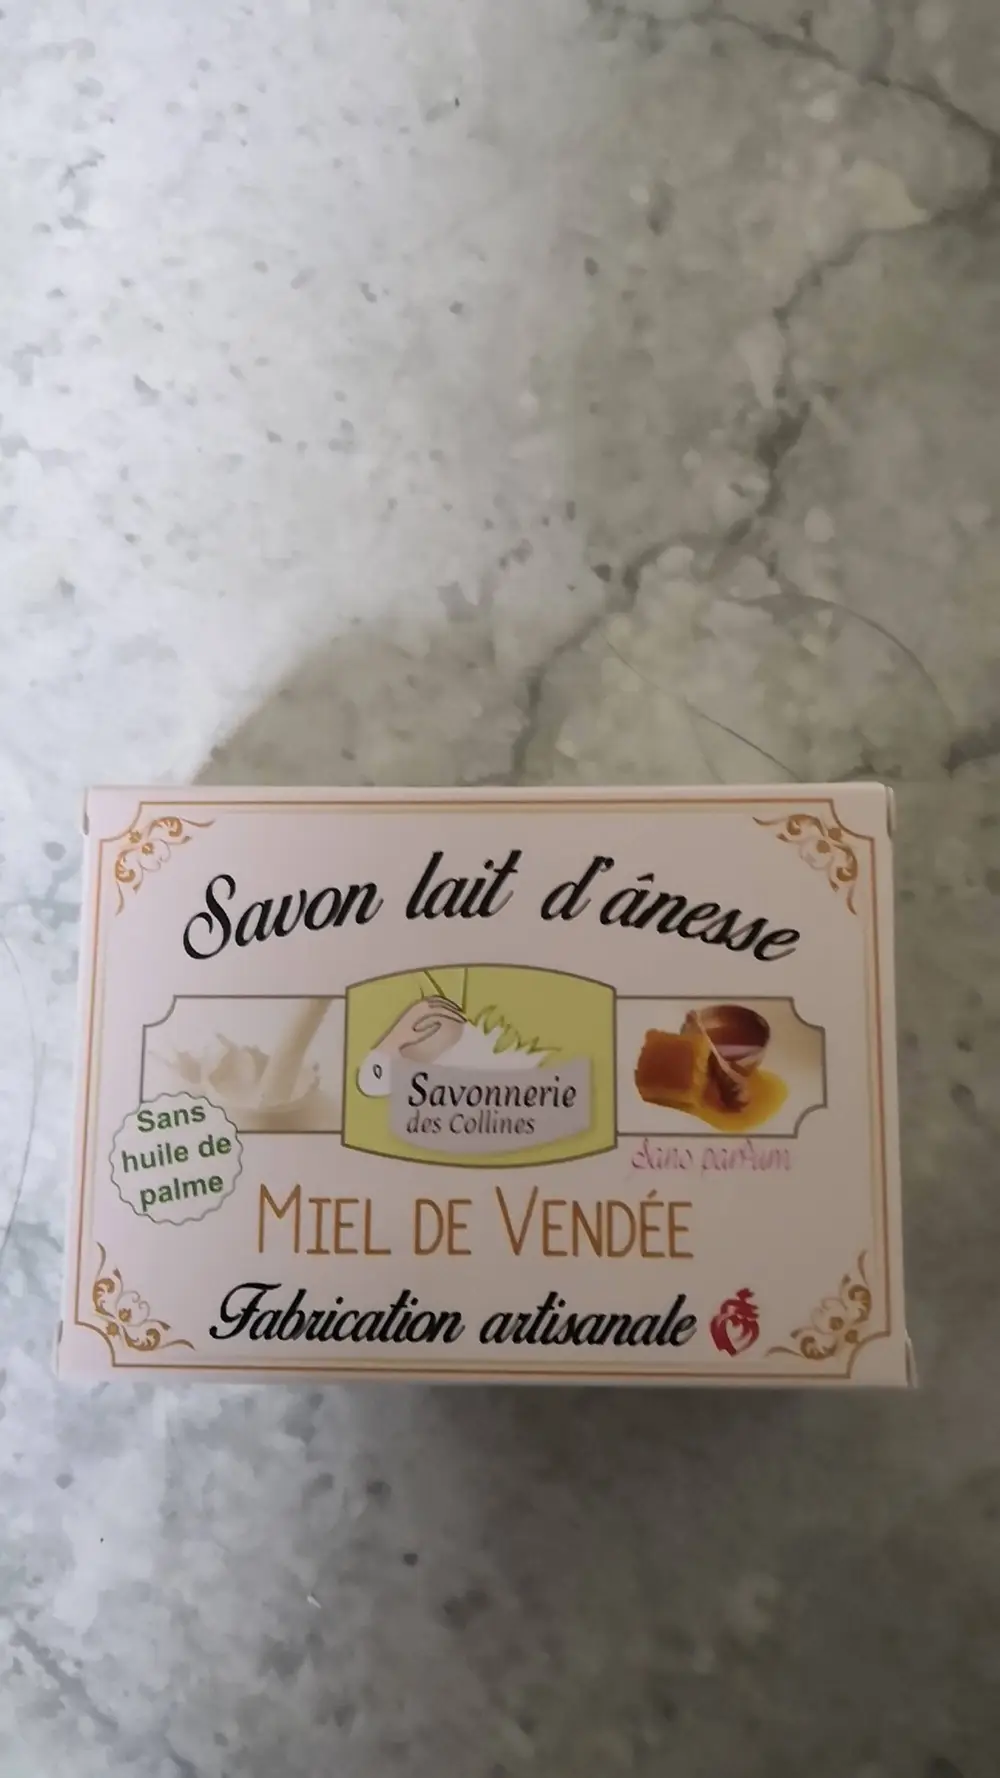 Savon lait d'ânesse
Savonnerie
des Collines
Sans
huile de
palme
Sans parfum
MIEL DE VENDÉE
Fabrication artisanale